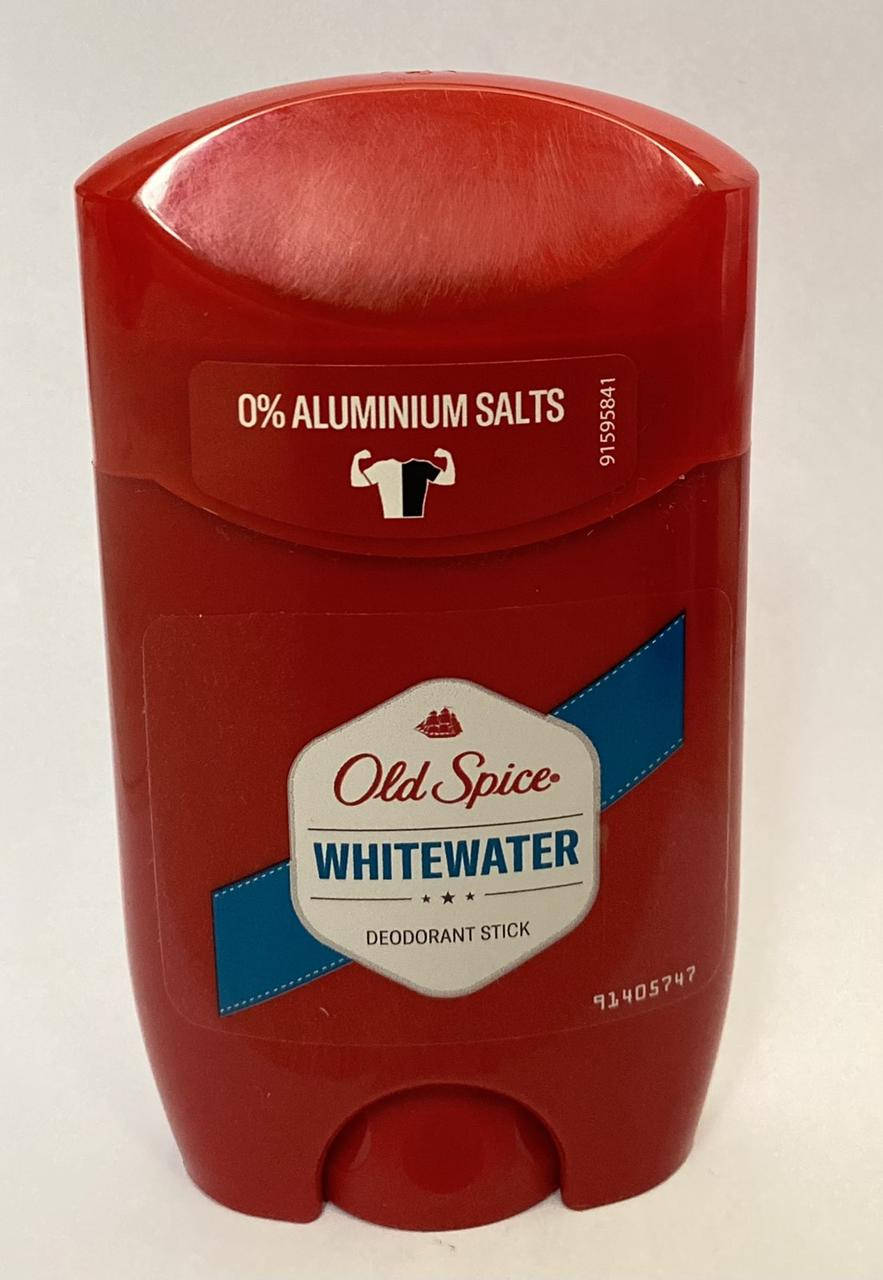 0% ALUMINIUM SALTS
91595841
Old Spice
WHITEWATER
DEODORANT STICK
91405747